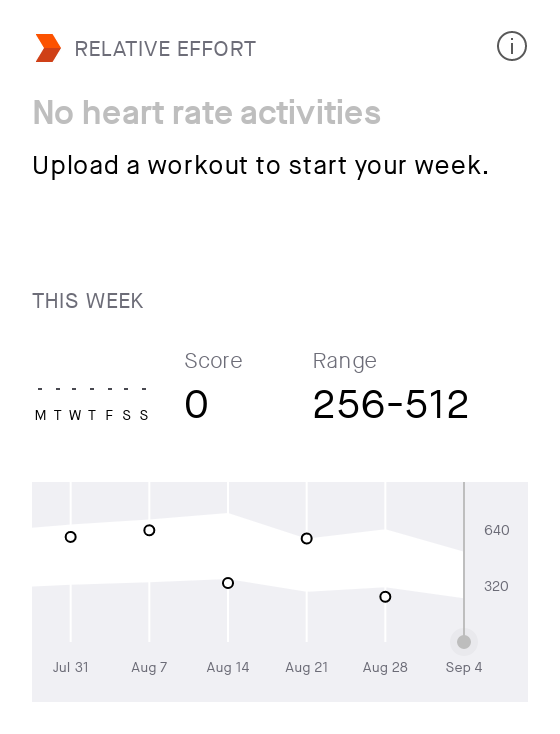 RELATIVE EFFORT
No heart rate activities
Upload a workout to start your week.
THIS WEEK
Score
Range
- - - - - - -
M T W T F S S
0
256-512
640
320
Jul 31 Aug 7 Aug 14 Aug 21 Aug 28 Sep 4